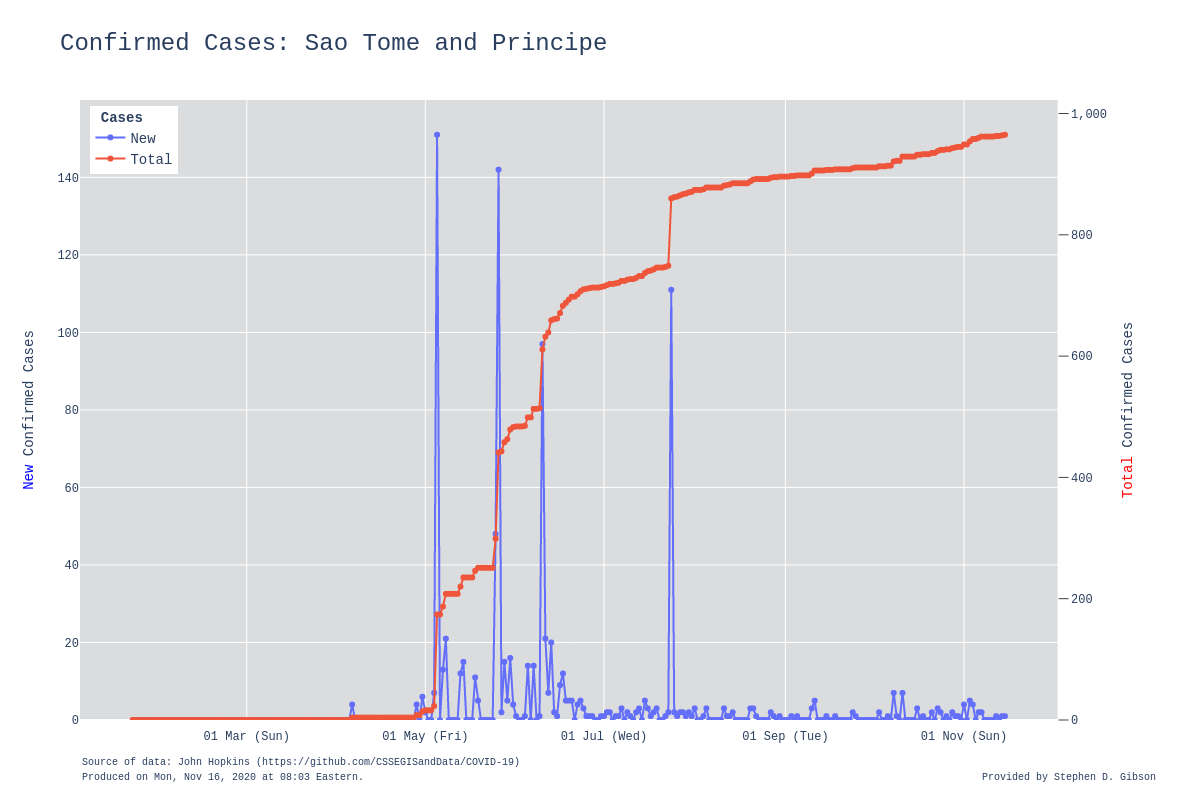 Confirmed Cases: Sao Tome and Principe
Cases
New
Total
140
120
100
80
60
40
20
0
New Confirmed Cases
1,000
800
600
400
200
0
Total Confirmed Cases
01 Mar (Sun) 01 May (Fri) 01 Jul (Wed) 01 Sep (Tue) 01 Nov (Sun)
Source of data: John Hopkins (https://github.com/CSSEGISandData/COVID-19)
Produced on Mon, Nov 16, 2020 at 08:03 Eastern.
Provided by Stephen D. Gibson